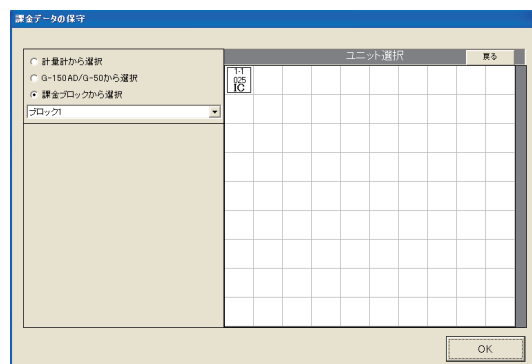 課金データの保守
計量計から選択
G-150AD/G-50から選択
課金ブロックから選択
ブロック1
ユニット選択
戻る
1-1
025
IC
OK